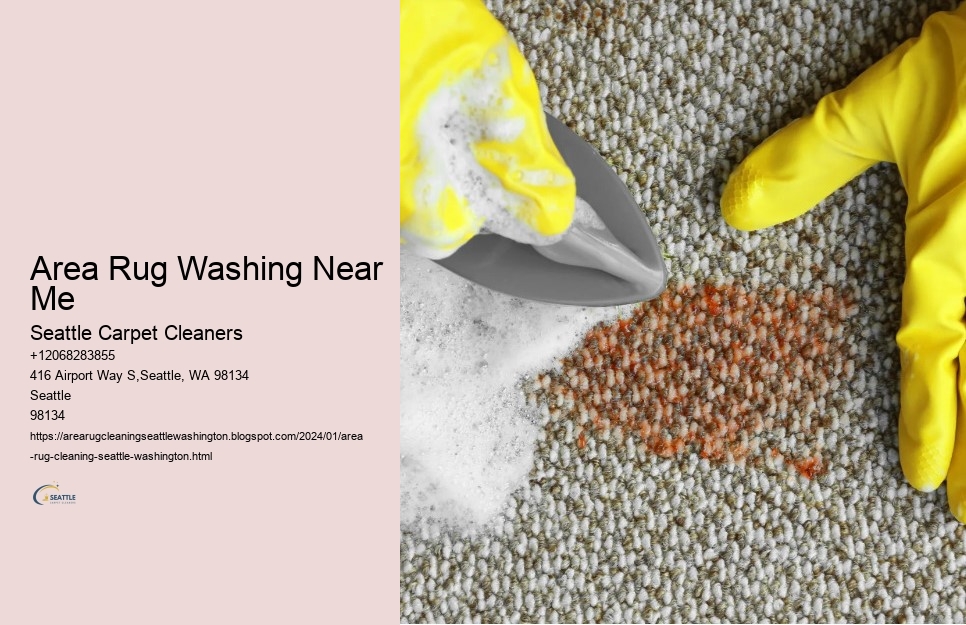 Area Rug Washing Near
Me
Seattle Carpet Cleaners
+12068283855
416 Airport Way S,Seattle, WA 98134
Seattle
98134
https://arearugcleaningseattlewashington.blogspot.com/2024/01/area
-rug-cleaning-seattle-washington.html
SEATTLE